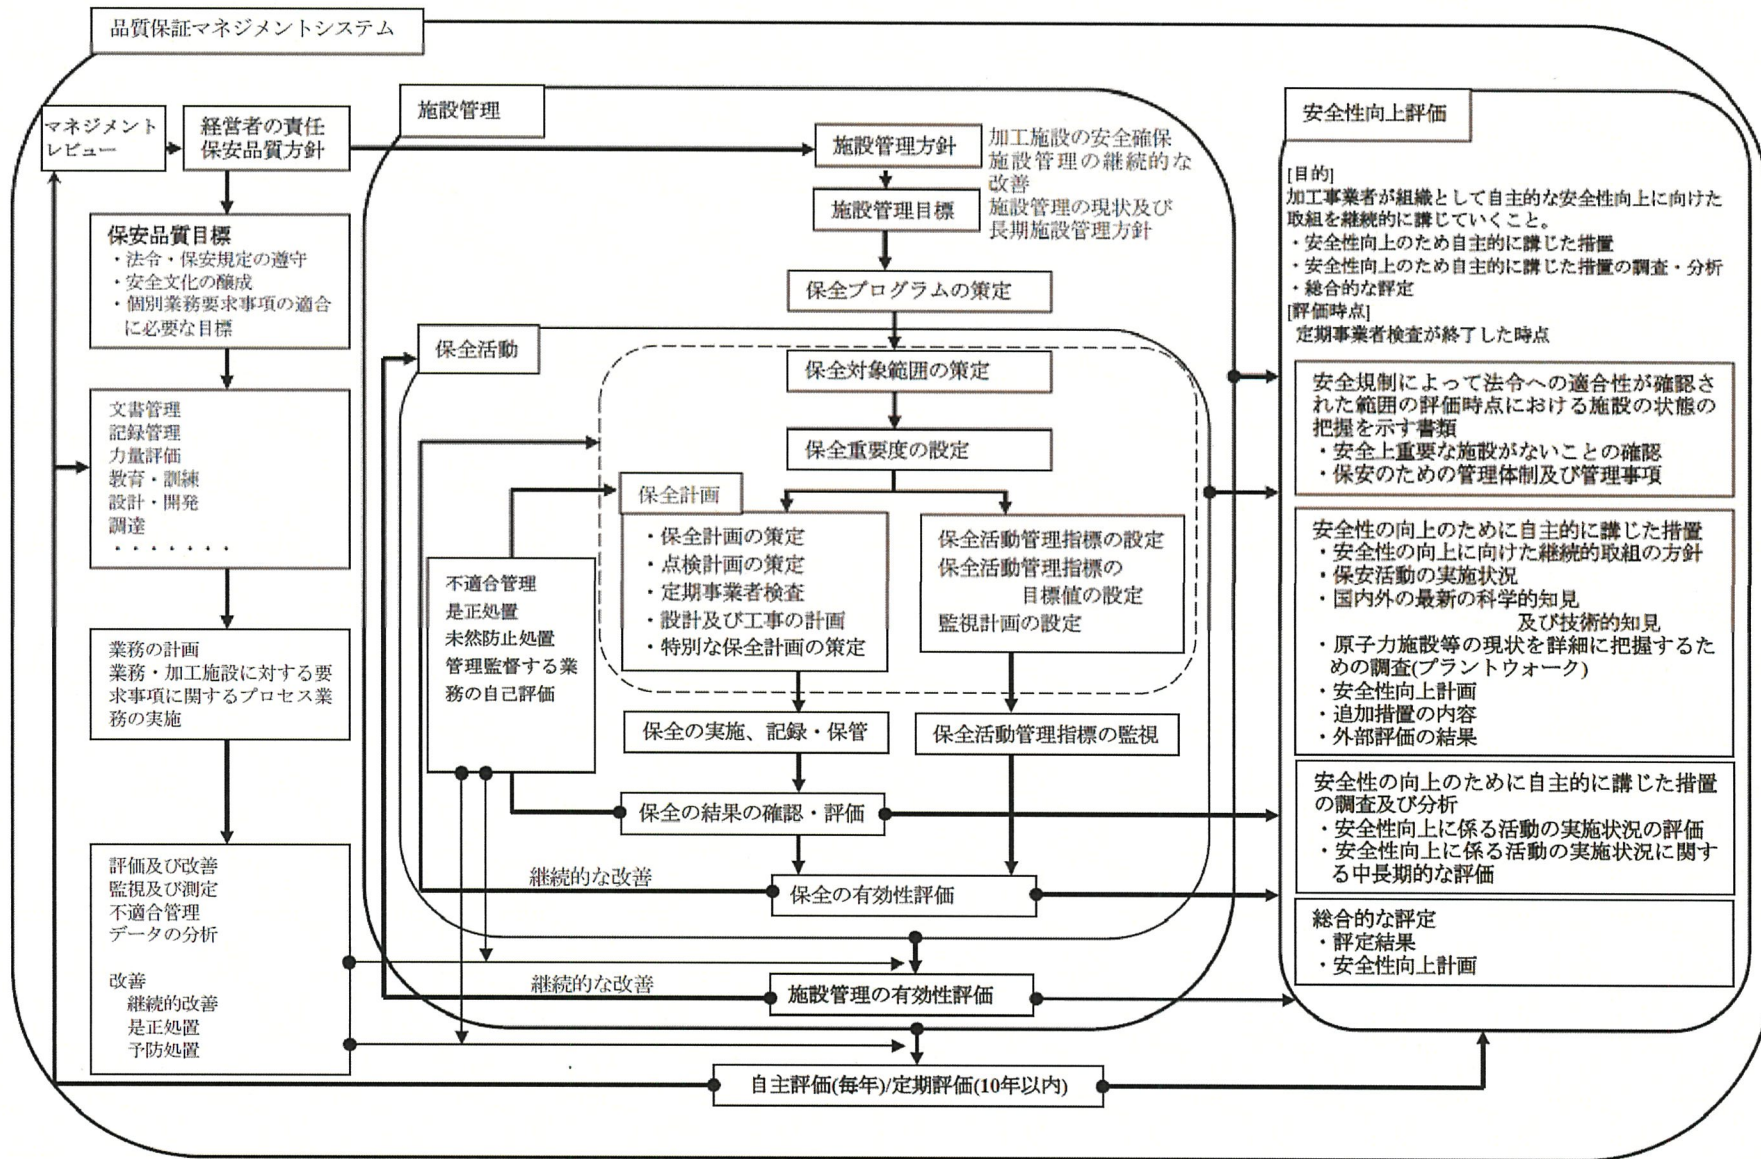 品質保証マネジメントシステム
マネジメント
レビュー
経営者の責任
保安品質方針
保安品質目標
・法令・保安規定の遵守
・安全文化の醸成
・個別業務要求事項の適合
に必要な目標
文書管理
記録管理
力量評価
教育・訓練
設計・開発
調達
・・・・・・・
業務の計画
業務・加工施設に対する要
求事項に関するプロセス業
務の実施
評価及び改善
監視及び測定
不適合管理
データの分析
改善
継続的改善
是正処置
予防処置
施設管理
施設管理方針
加工施設の安全確保
施設管理の継続的な
改善
施設管理目標
施設管理の現状及び
長期施設管理方針
保全プログラムの策定
保全活動
保全対象範囲の策定
保全重要度の設定
保全計画
・保全計画の策定
・点検計画の策定
・定期事業者検査
・設計及び工事の計画
・特別な保全計画の策定
保全活動管理指標の設定
保全活動管理指標の
目標値の設定
監視計画の設定
不適合管理
是正処置
未然防止処置
管理監督する業
務の自己評価
保全の実施、記録・保管
保全活動管理指標の監視
保全の結果の確認・評価
継続的な改善
保全の有効性評価
継続的な改善
施設管理の有効性評価
自主評価(毎年)/定期評価(10年以内)
安全性向上評価
[目的]
加工事業者が組織として自主的な安全性向上に向けた
取組を継続的に講じていくこと。
・安全性向上のため自主的に講じた措置
・安全性向上のため自主的に講じた措置の調査・分析
・総合的な評定
[評価時点]
定期事業者検査が終了した時点
安全規制によって法令への適合性が確認さ
れた範囲の評価時点における施設の状態の
把握を示す書類
・安全上重要な施設がないことの確認
・保安のための管理体制及び管理事項
安全性の向上のために自主的に講じた措置
・安全性の向上に向けた継続的取組の方針
・保安活動の実施状況
・国内外の最新の科学的知見
及び技術的知見
・原子力施設等の現状を詳細に把握するた
めの調査(プラントウォーク)
・安全性向上計画
・追加措置の内容
・外部評価の結果
安全性の向上のために自主的に講じた措置
の調査及び分析
・安全性向上に係る活動の実施状況の評価
・安全性向上に係る活動の実施状況に関す
る中長期的な評価
総合的な評定
・評定結果
・安全性向上計画